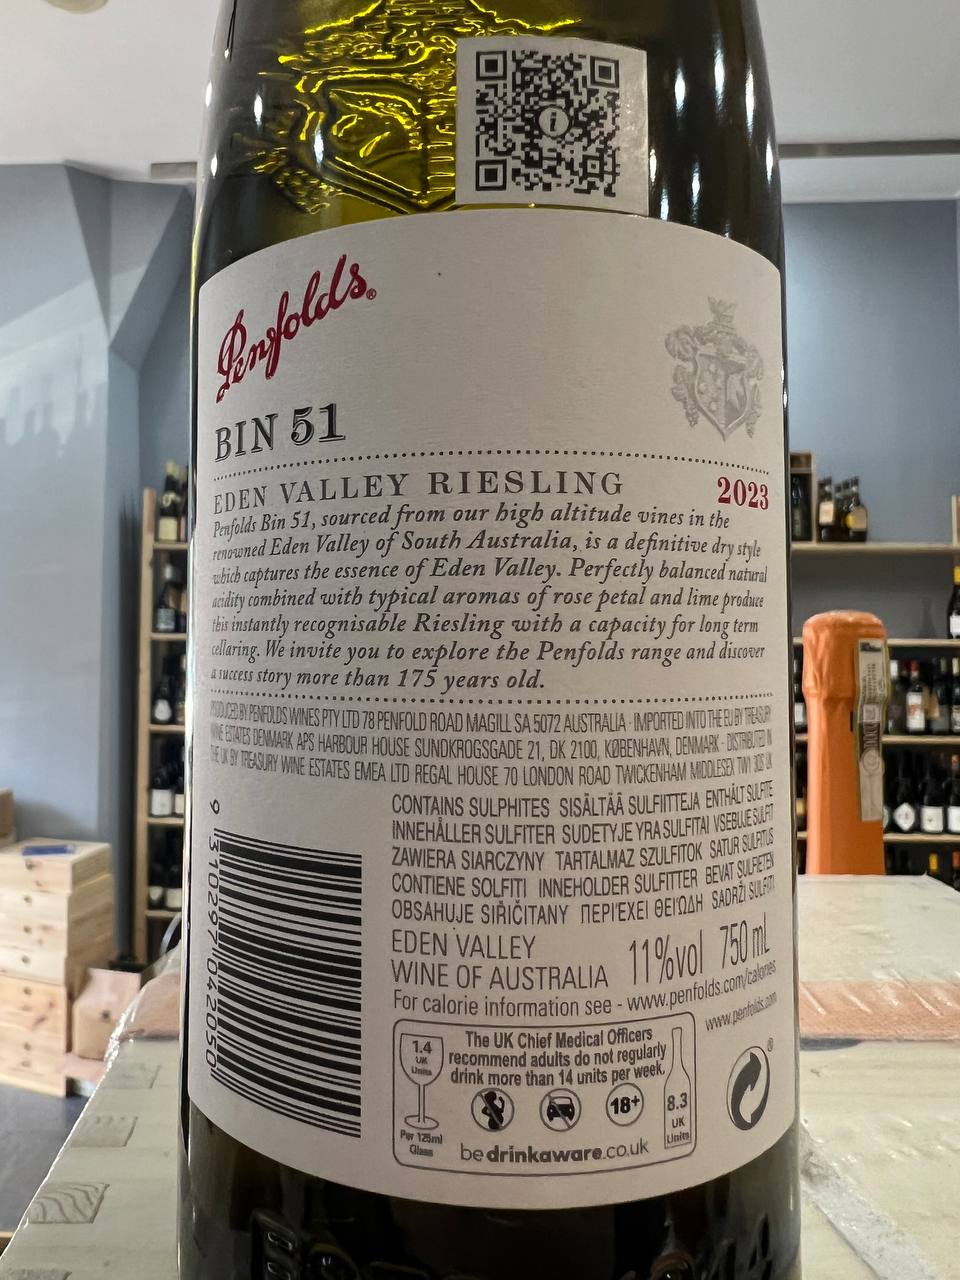 Penfolds®
BIN 51
EDEN VALLEY RIESLING 2023
Penfolds Bin 51, sourced from our high altitude vines in the
renowned Eden Valley of South Australia, is a definitive dry style
which captures the essence of Eden Valley. Perfectly balanced natural
acidity combined with typical aromas of rose petal and lime produce
this instantly recognisable Riesling with a capacity for long term
cellaring. We invite you to explore the Penfolds range and discover
a success story more than 175 years old.
PRODUCED BY PENFOLDS WINES PTY LTD 78 PENFOLD ROAD MAGILL SA 5072 AUSTRALIA · IMPORTED INTO THE EU BY TREASURY
WINE ESTATES DENMARK APS HARBOUR HOUSE SUNDKROGSGADE 21, DK 2100, KØBENHAVN, DENMARK · DISTRIBUTED IN
THE UK BY TREASURY WINE ESTATES EMEA LTD REGAL HOUSE 70 LONDON ROAD TWICKENHAM MIDDLESEX TW1 3QS UK
CONTAINS SULPHITES SISÄLTÄÄ SULFIITTEJA ENTHÄLT SULFITE
INNEHÅLLER SULFITER SUDETYJE YRA SULFITAI VSEBUJE SULFIT
ZAWIERA SIARCZYNY TARTALMAZ SZULFITOK SATUR SULFITUS
CONTIENE SOLFITI INNEHOLDER SULFITTER BEVAT SULFIETEN
OBSAHUJE SIŘIČITANY ΠΕΡΙΈΧΕΙ ΘΕΙΏΔΗ SADRŽI SULFITI
9 310297 042050
EDEN VALLEY
WINE OF AUSTRALIA 11%vol 750 mL
For calorie information see - www.penfolds.com/calories
www.penfolds.com
1.4
UK
Units
Per 125ml
Glass
The UK Chief Medical Officers
recommend adults do not regularly
drink more than 14 units per week.
18+
8.3
UK
Units
bedrinkaware.co.uk
®